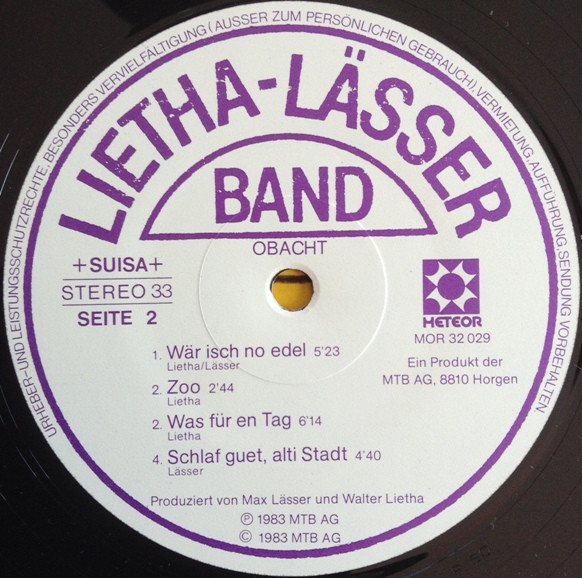 URHEBER-UND LEISTUNGSSCHUTZRECHTE, BESONDERS VERVIELFÄLTIGUNG (AUSSER ZUM PERSÖNLICHEN GEBRAUCH), VERMIETUNG, AUFFÜHRUNG, SENDUNG VORBEHALTEN.
LIETHA-LÄSSER
BAND
OBACHT
+SUISA+
STEREO 33
SEITE 2
METEOR
MOR 32 029
Ein Produkt der
MTB AG, 8810 Horgen
1. Wär isch no edel 5'23
Lietha/Lässer
2. Zoo 2'44
Lietha
2. Was für en Tag 6'14
Lietha
4. Schlaf guet, alti Stadt 4'40
Lässer
Produziert von Max Lässer und Walter Lietha
℗ 1983 MTB AG
© 1983 MTB AG